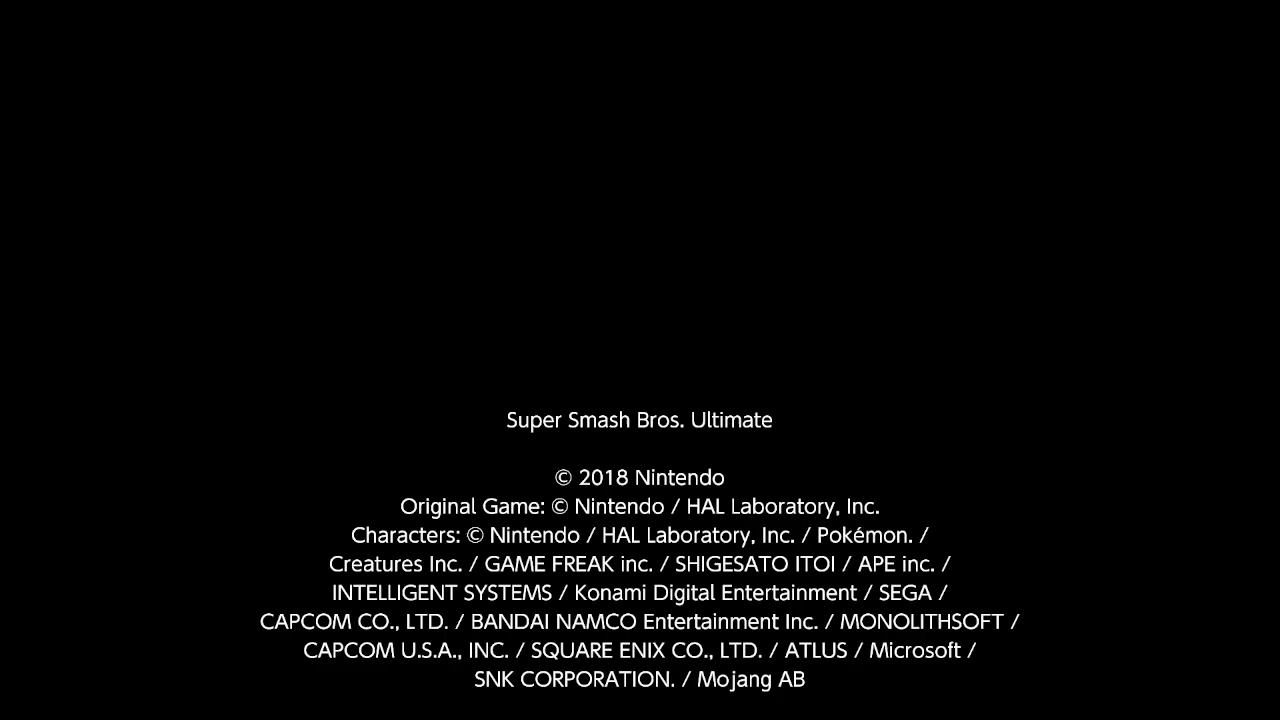 Super Smash Bros. Ultimate
© 2018 Nintendo
Original Game: © Nintendo / HAL Laboratory, Inc.
Characters: © Nintendo / HAL Laboratory, Inc. / Pokémon. /
Creatures Inc. / GAME FREAK inc. / SHIGESATO ITOI / APE inc. /
INTELLIGENT SYSTEMS / Konami Digital Entertainment / SEGA /
CAPCOM CO., LTD. / BANDAI NAMCO Entertainment Inc. / MONOLITHSOFT /
CAPCOM U.S.A., INC. / SQUARE ENIX CO., LTD. / ATLUS / Microsoft /
SNK CORPORATION. / Mojang AB